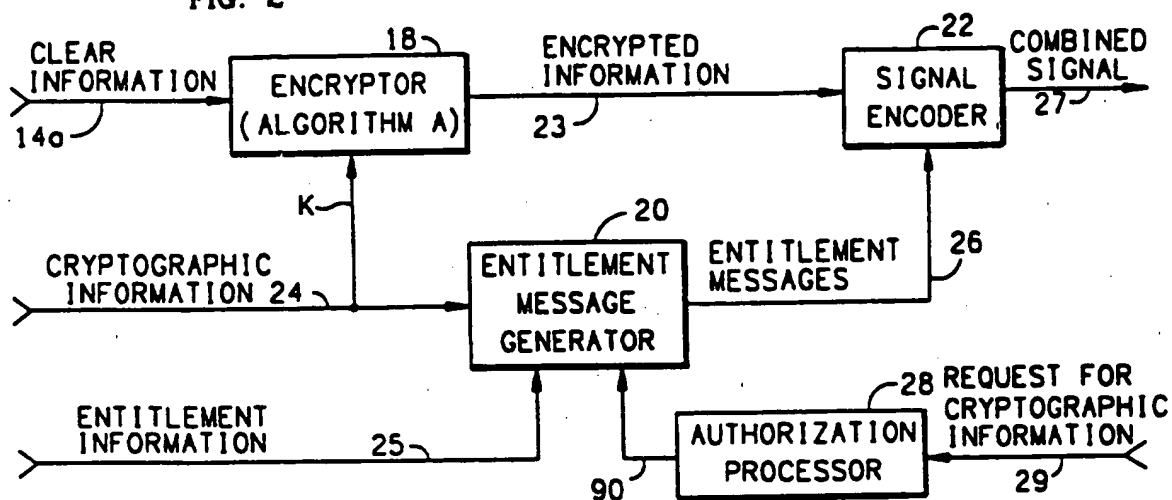 FIG. 2
CLEAR
INFORMATION
14a
18
ENCRYPTOR
(ALGORITHM A)
ENCRYPTED
INFORMATION
23
22
SIGNAL
ENCODER
COMBINED
SIGNAL
27
K
20
CRYPTOGRAPHIC
INFORMATION 24
ENTITLEMENT
MESSAGE
GENERATOR
ENTITLEMENT
MESSAGES
26
ENTITLEMENT
INFORMATION
25
90
28
AUTHORIZATION
PROCESSOR
REQUEST FOR
CRYPTOGRAPHIC
INFORMATION
29